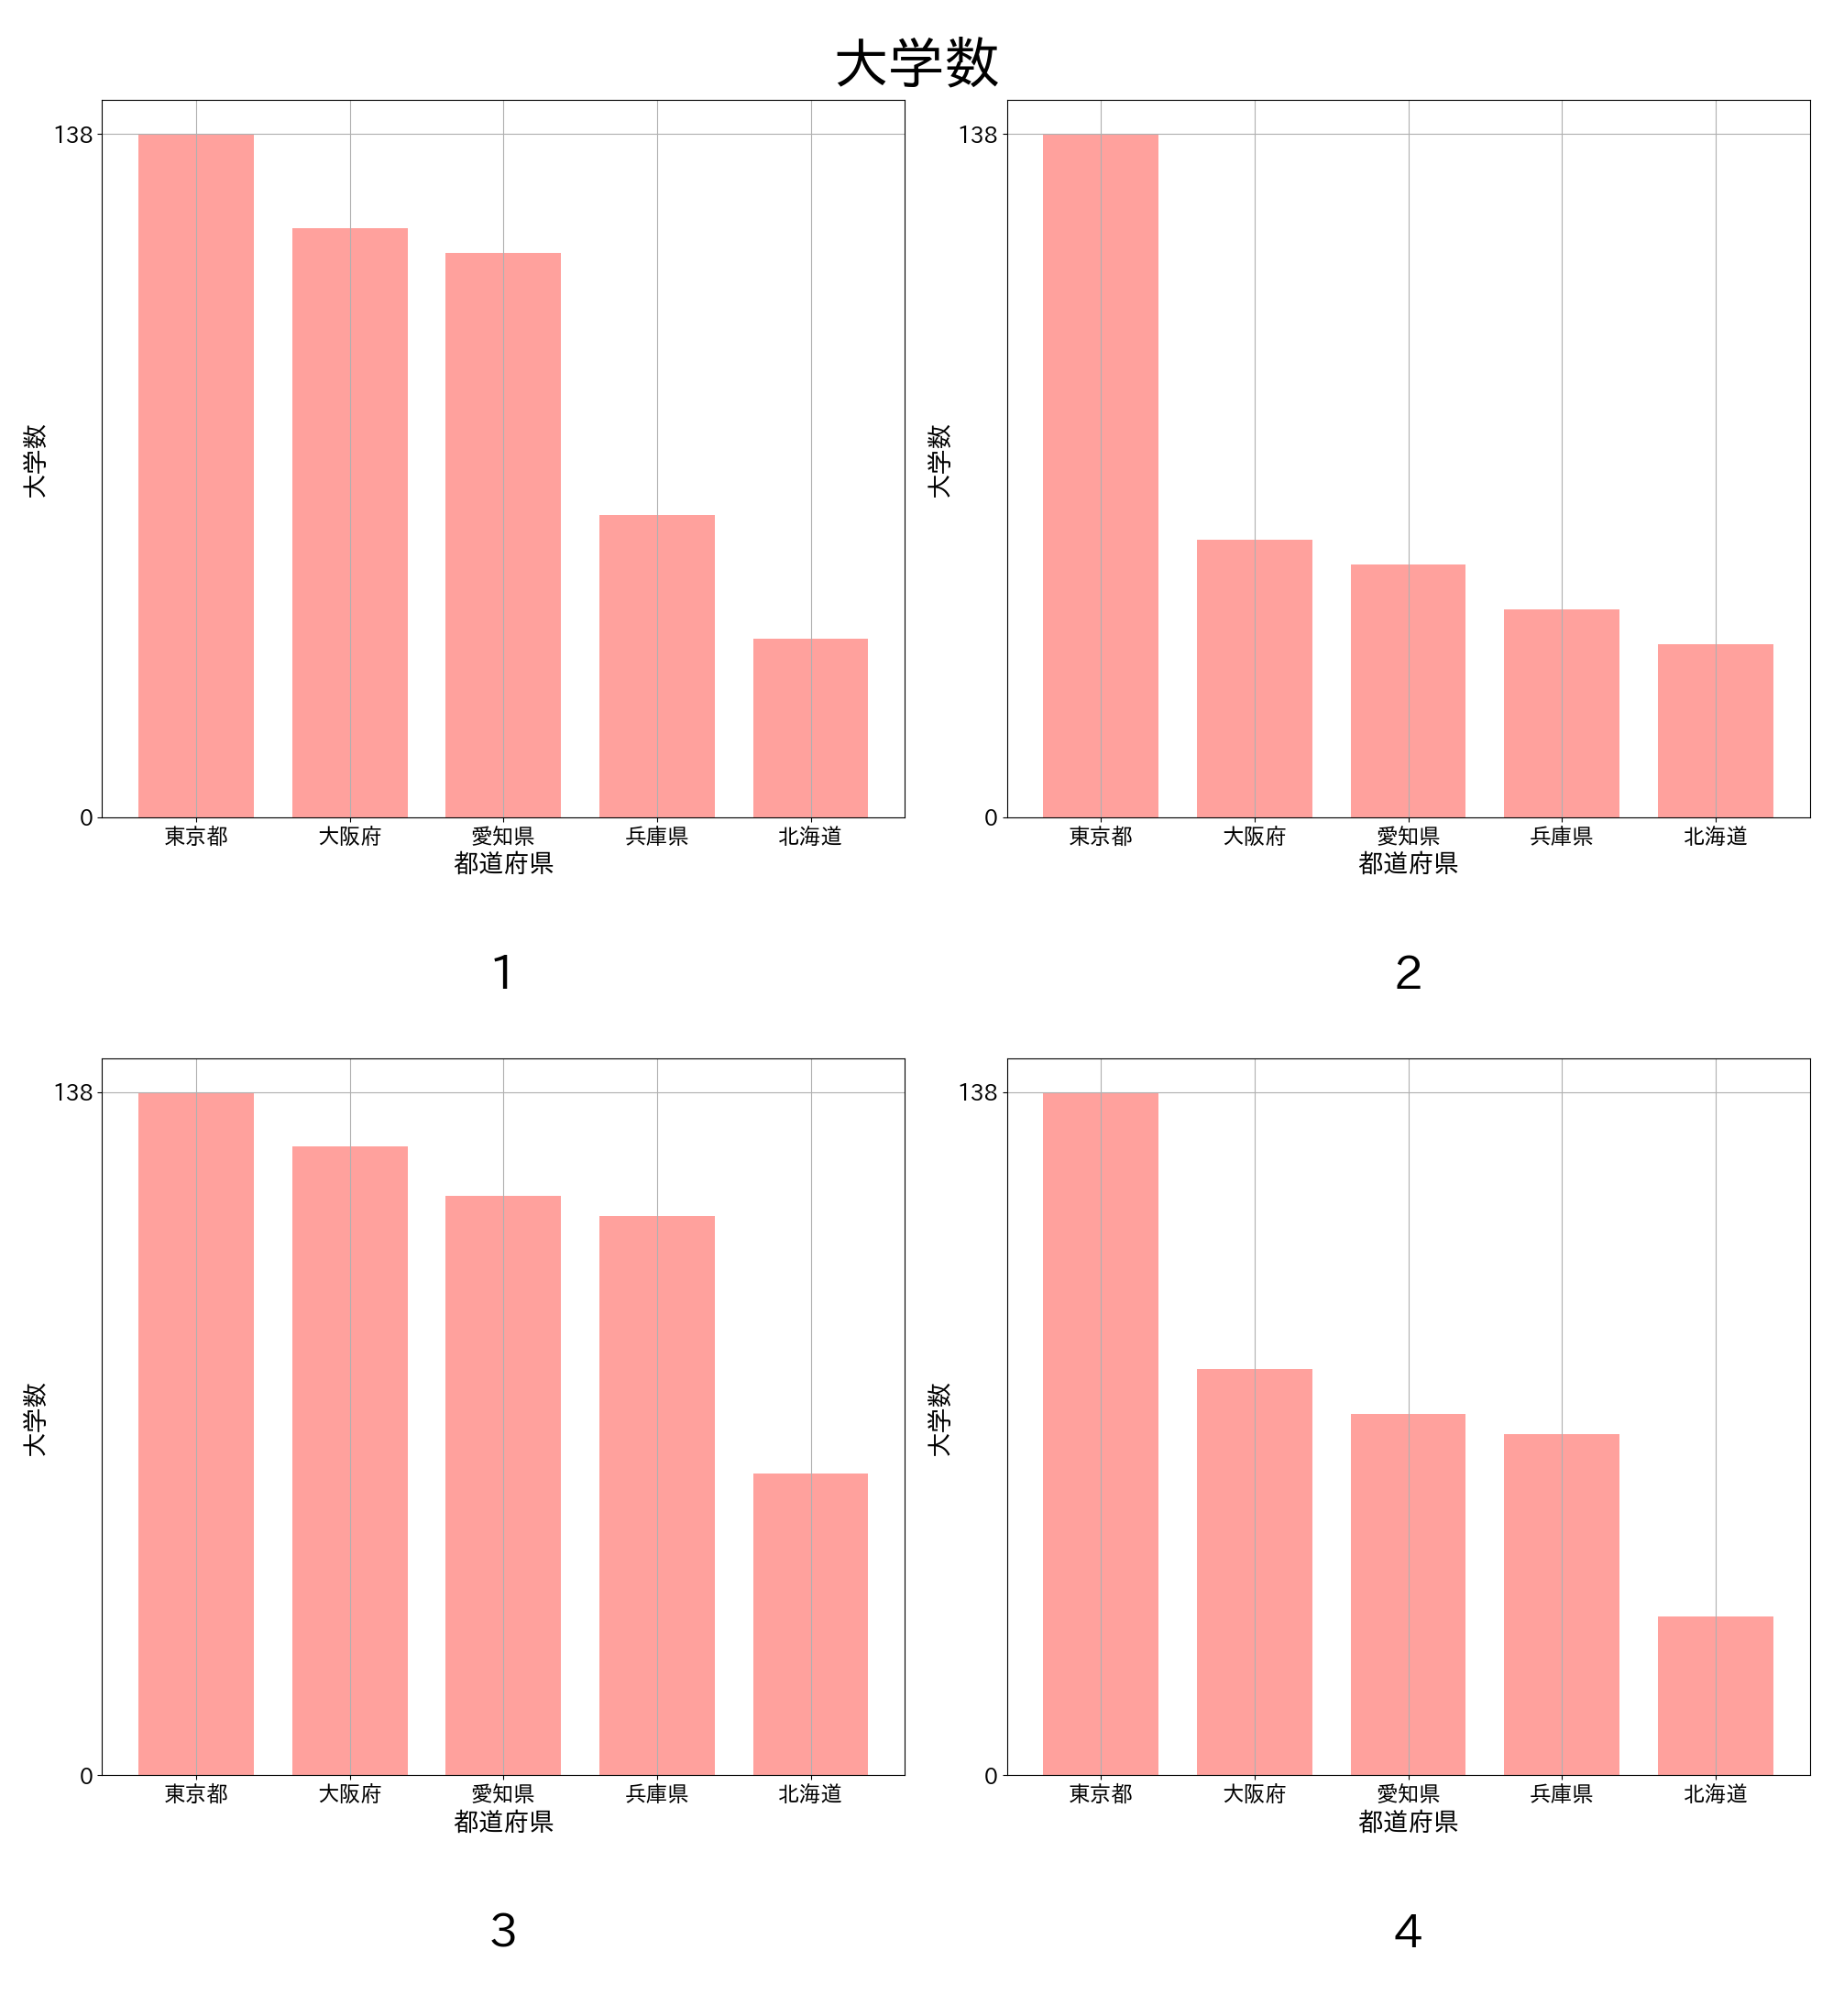 大学数
138
0
大学数
東京都 大阪府 愛知県 兵庫県 北海道
都道府県
1
138
0
大学数
東京都 大阪府 愛知県 兵庫県 北海道
都道府県
2
138
0
大学数
東京都 大阪府 愛知県 兵庫県 北海道
都道府県
3
138
0
大学数
東京都 大阪府 愛知県 兵庫県 北海道
都道府県
4